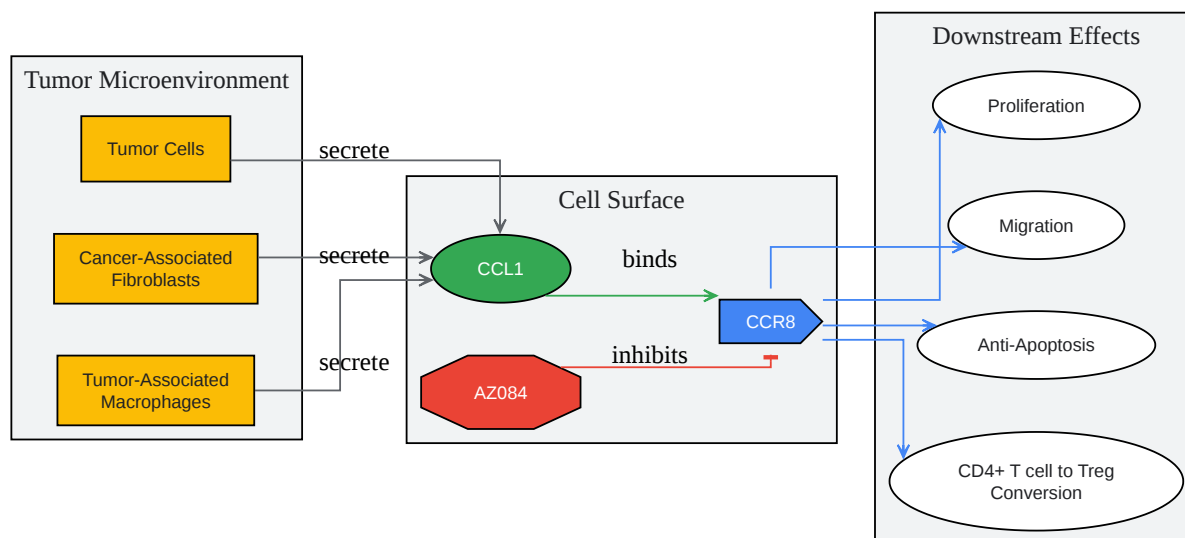 Tumor Microenvironment
Tumor Cells
Cancer-Associated
Fibroblasts
Tumor-Associated
Macrophages
secrete
secrete
secrete
Cell Surface
CCL1
binds
CCR8
inhibits
AZ084
Downstream Effects
Proliferation
Migration
Anti-Apoptosis
CD4+ T cell to Treg
Conversion